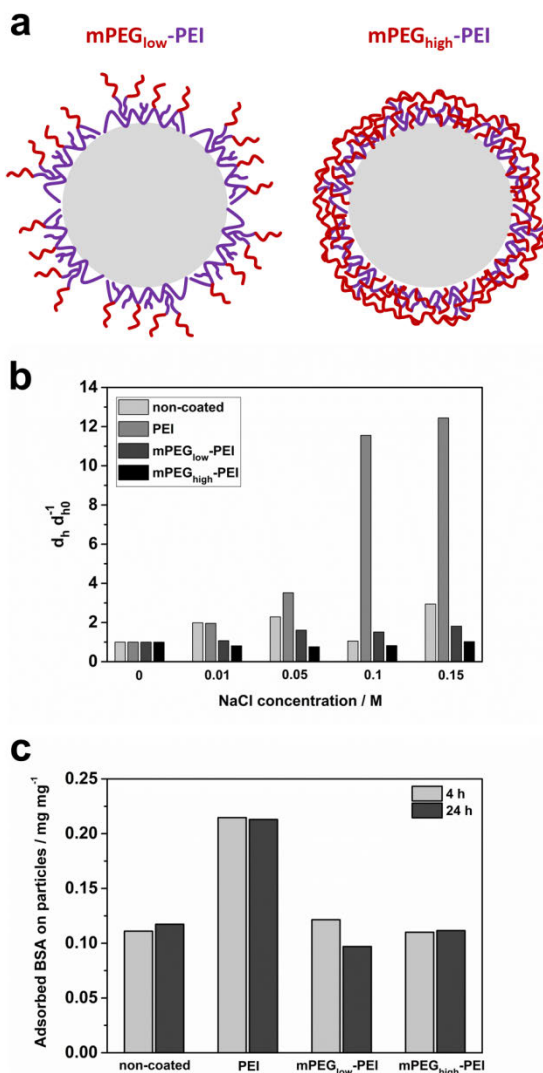 a
mPEGlow-PEI mPEGhigh-PEI
b
14
12
10
8
6
4
2
0
dh dh0-1
non-coated
PEI
mPEGlow-PEI
mPEGhigh-PEI
0 0.01 0.05 0.1 0.15
NaCl concentration / M
c
0.25
0.20
0.15
0.10
0.05
0.00
Adsorbed BSA on particles / mg mg-1
4 h
24 h
non-coated PEI mPEGlow-PEI mPEGhigh-PEI